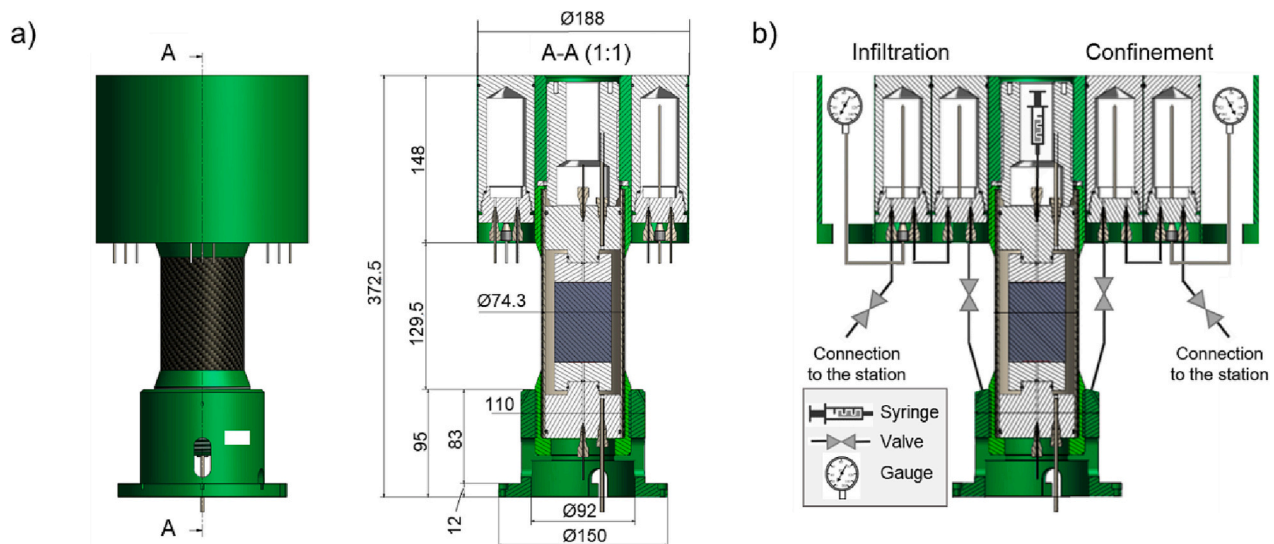 a)
A
A
Ø188
A-A (1:1)
372.5
148
129.5
Ø74.3
110
95
83
12
Ø92
Ø150
b)
Infiltration
Confinement
Connection
to the station
Connection
to the station
Syringe
Valve
Gauge